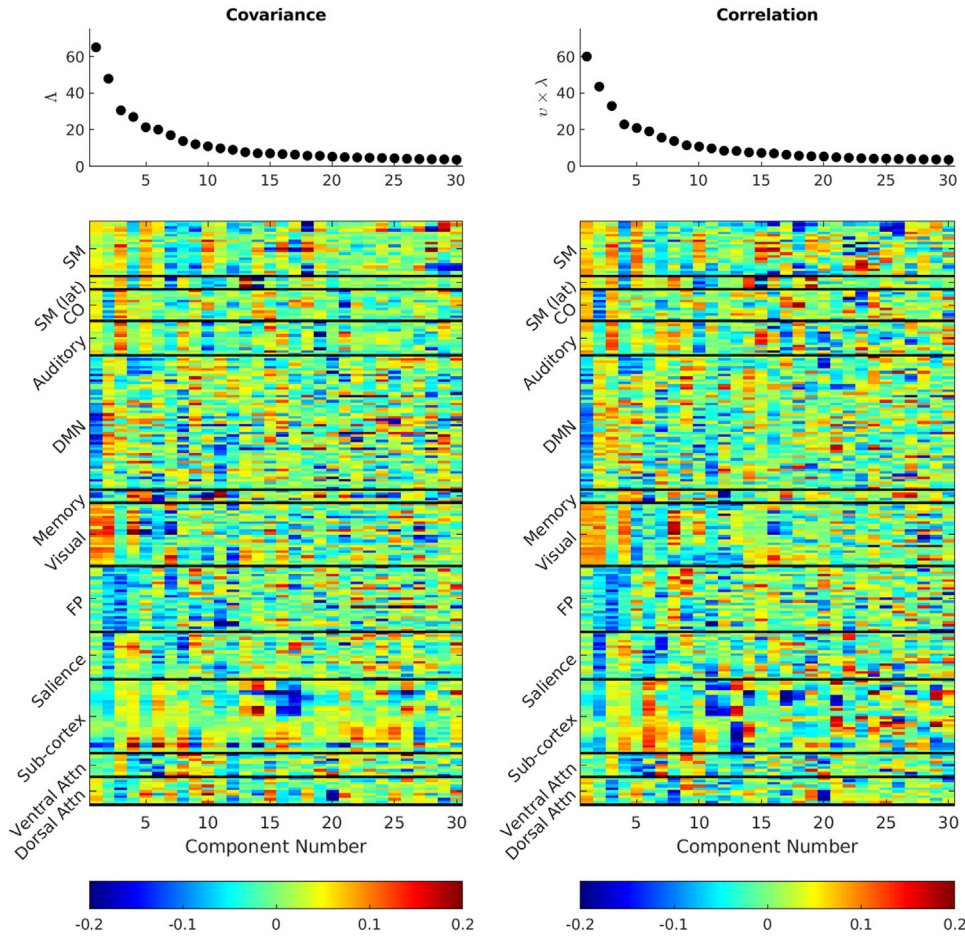 Covariance
Correlation
Λ
60
40
20
0
5 10 15 20 25 30
υ × λ
60
40
20
0
5 10 15 20 25 30
SM
SM (lat)
CO
Auditory
DMN
Memory
Visual
FP
Salience
Sub-cortex
Ventral Attn
Dorsal Attn
5 10 15 20 25 30
Component Number
SM
SM (lat)
CO
Auditory
DMN
Memory
Visual
FP
Salience
Sub-cortex
Ventral Attn
Dorsal Attn
5 10 15 20 25 30
Component Number
-0.2 -0.1 0 0.1 0.2
-0.2 -0.1 0 0.1 0.2